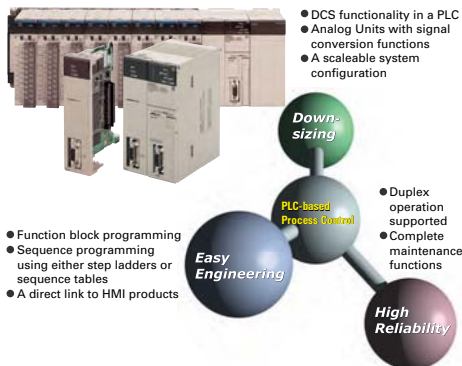 ● DCS functionality in a PLC
● Analog Units with signal
conversion functions
● A scaleable system
configuration
Down-
sizing
PLC-based
Process Control
● Duplex
operation
supported
● Complete
maintenance
functions
● Function block programming
● Sequence programming
using either step ladders or
sequence tables
● A direct link to HMI products
Easy
Engineering
High
Reliability